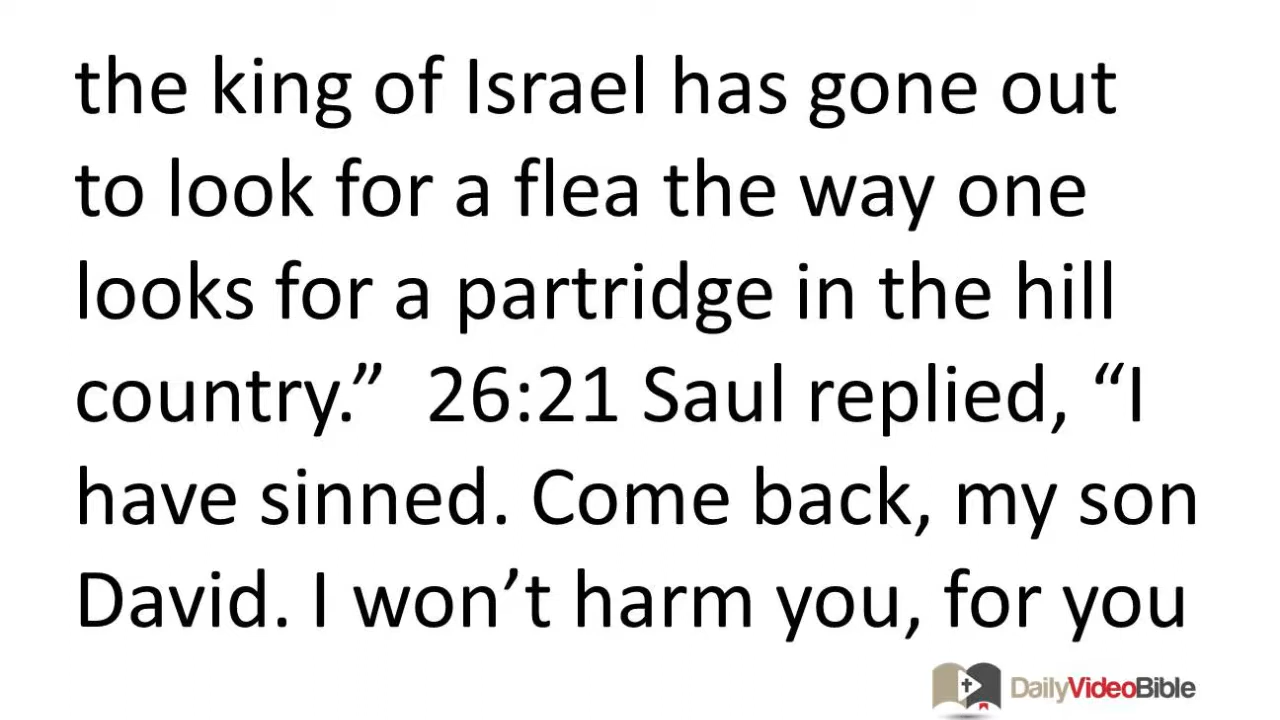 the king of Israel has gone out
to look for a flea the way one
looks for a partridge in the hill
country.”  26:21 Saul replied, “I
have sinned. Come back, my son
David. I won’t harm you, for you
DailyVideoBible